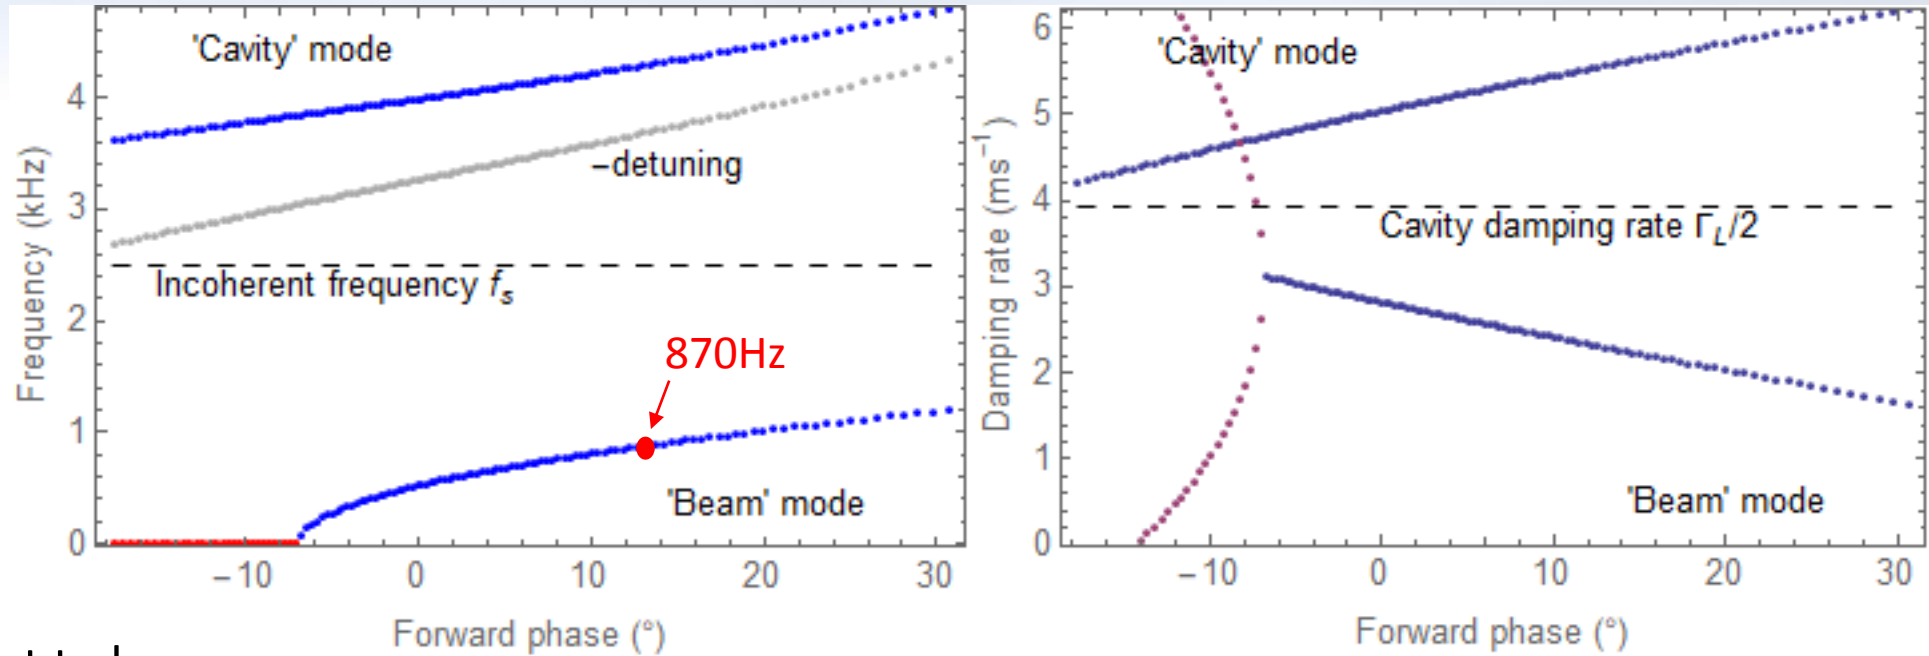 'Cavity' mode
−detuning
Incoherent frequency fs
870Hz
'Beam' mode
Frequency (kHz)
4
3
2
1
0
−10
0
10
20
30
Forward phase (°)
'Cavity' mode
Cavity damping rate ΓL/2
'Beam' mode
Damping rate (ms−1)
6
5
4
3
2
1
0
−10
0
10
20
30
Forward phase (°)